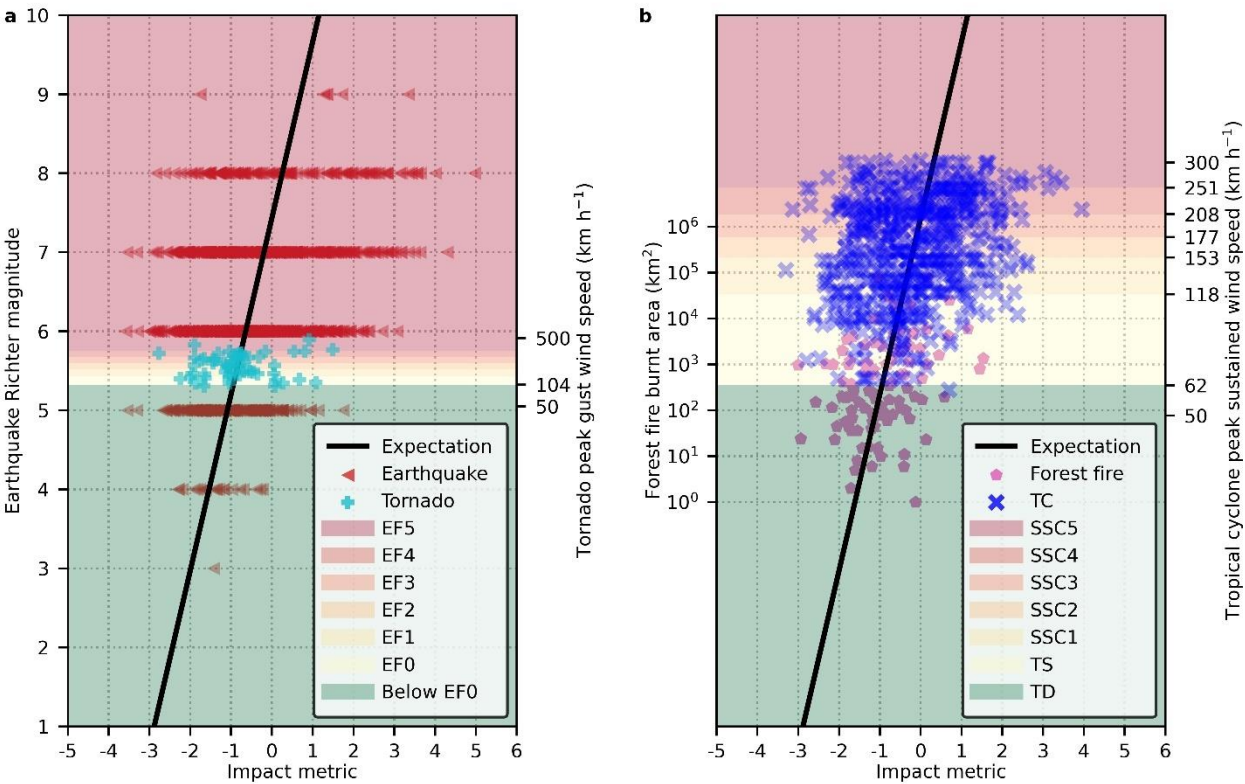 a
Earthquake Richter magnitude
10
9
8
7
6
5
4
3
2
1
-5 -4 -3 -2 -1 0 1 2 3 4 5 6
Impact metric
500
104
50
Tornado peak gust wind speed (km h⁻¹)
Expectation
Earthquake
Tornado
EF5
EF4
EF3
EF2
EF1
EF0
Below EF0
b
Forest fire burnt area (km²)
10⁶
10⁵
10⁴
10³
10²
10¹
10⁰
-5 -4 -3 -2 -1 0 1 2 3 4 5 6
Impact metric
300
251
208
177
153
118
62
50
Tropical cyclone peak sustained wind speed (km h⁻¹)
Expectation
Forest fire
TC
SSC5
SSC4
SSC3
SSC2
SSC1
TS
TD